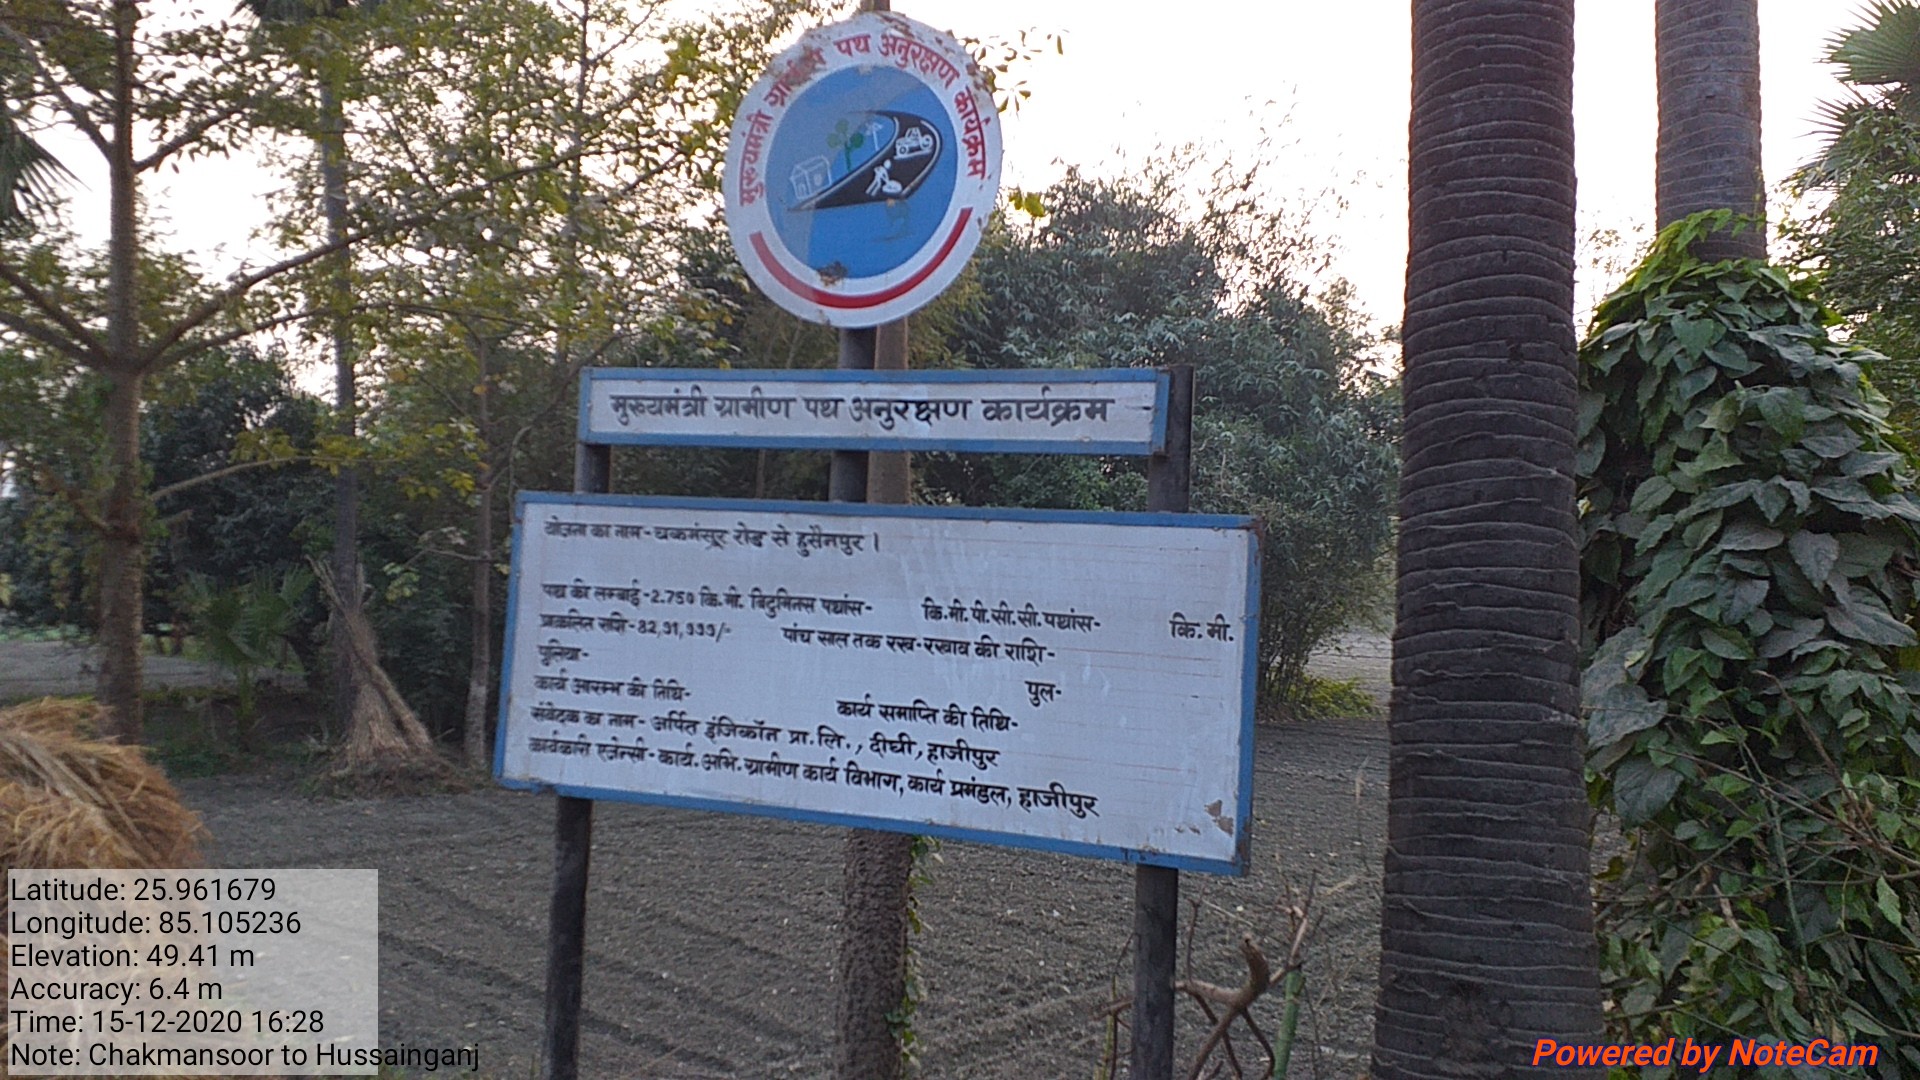 मुख्यमंत्री ग्रामीण पथ अनुरक्षण कार्यक्रम
मुख्यमंत्री ग्रामीण पथ अनुरक्षण कार्यक्रम
योजना का नाम - चकमंसूर रोड से हुसैनपुर ।
पथ की लम्बाई - 2.750 कि.मी. बिटुमिनस पथांस - कि.मी. पी.सी.सी. पथांस - कि.मी.
प्राक्कलित राशि - पांच साल तक रख-रखाव की राशि -
पुलिया - पुल-
कार्य आरम्भ की तिथि- कार्य समाप्ति की तिथि-
संवेदक का नाम - अर्पित इंजिकॉन प्रा.लि., दीघी, हाजीपुर
कार्यकारी एजेन्सी - कार्य. अभि. ग्रामीण कार्य विभाग, कार्य प्रमंडल, हाजीपुर
Latitude: 25.961679
Longitude: 85.105236
Elevation: 49.41 m
Accuracy: 6.4 m
Time: 15-12-2020 16:28
Note: Chakmansoor to Hussainganj
Powered by NoteCam